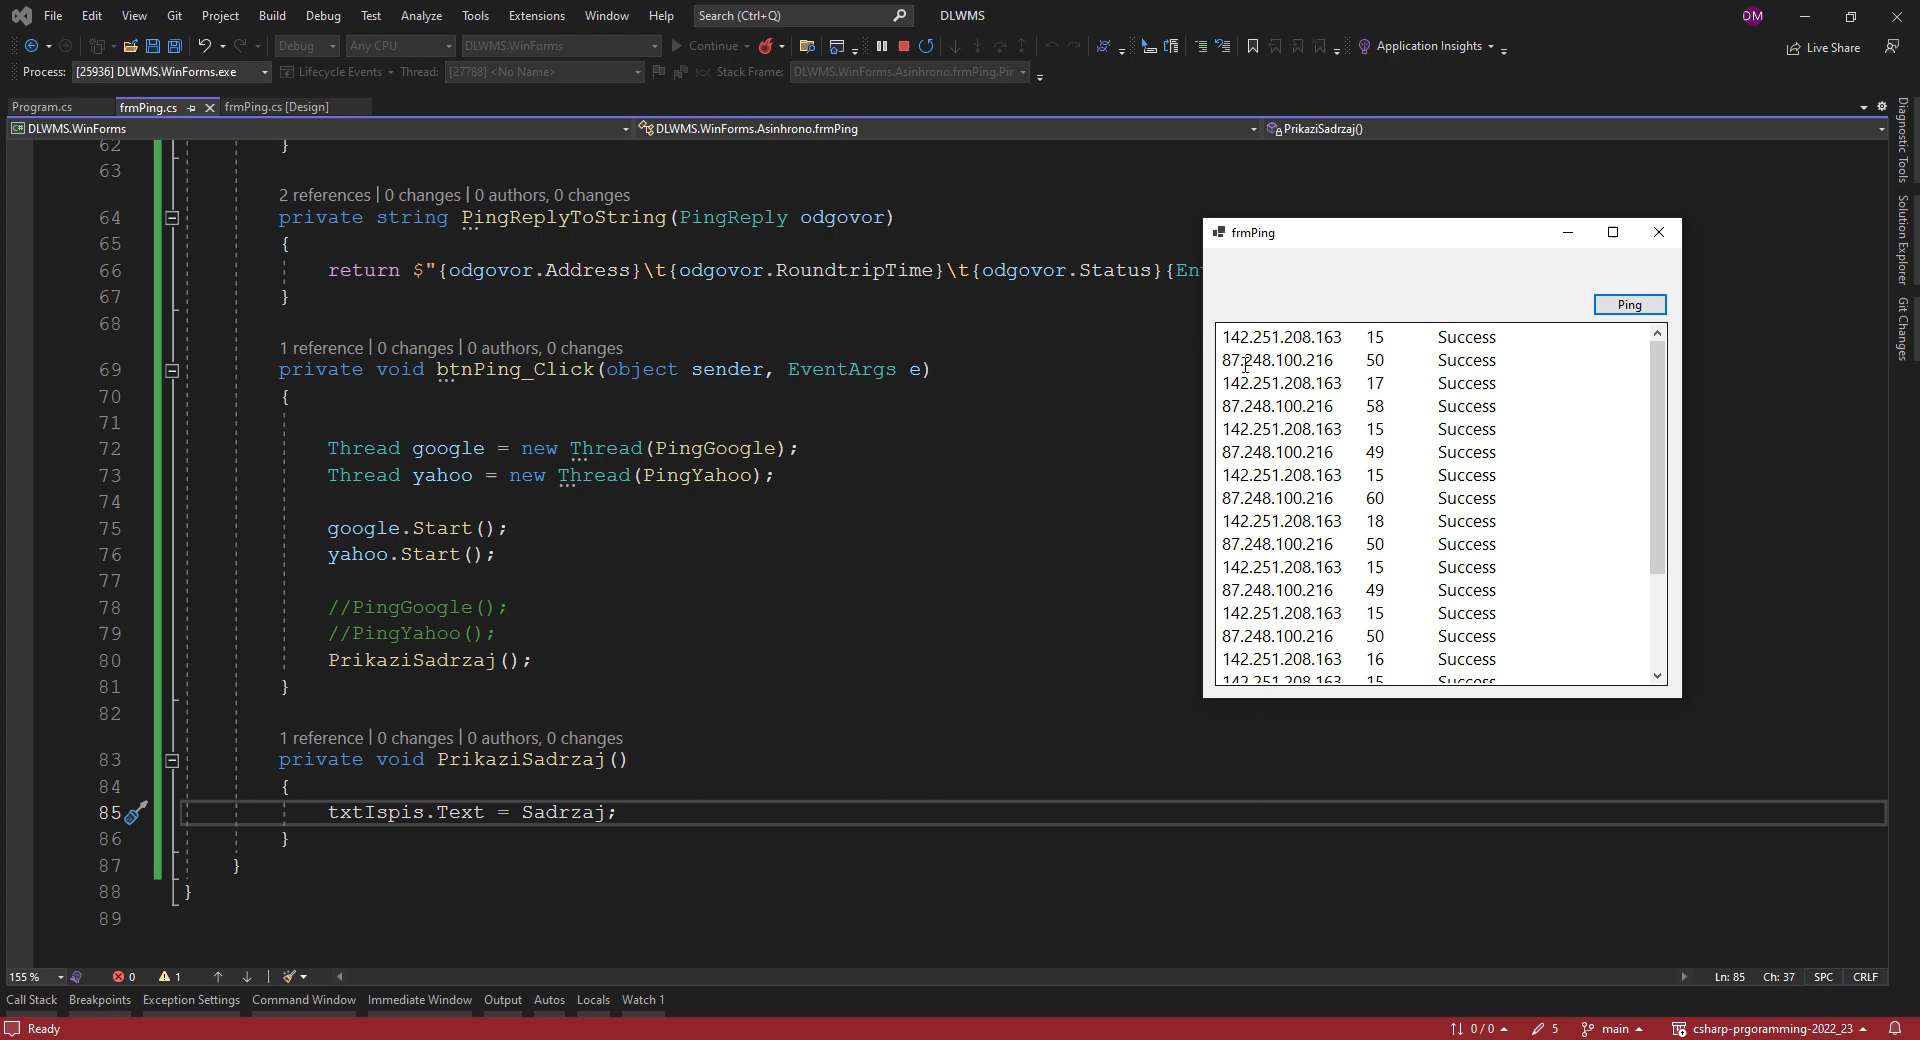 File Edit View Git Project Build Debug Test Analyze Tools Extensions Window Help Search (Ctrl+Q) DLWMS DM
Debug Any CPU DLWMS.WinForms Continue Application Insights Live Share
Process: [25936] DLWMS.WinForms.exe Lifecycle Events Thread: [27788] <No Name> Stack Frame: DLWMS.WinForms.Asinhrono.frmPing.Pir
Program.cs frmPing.cs frmPing.cs [Design]
DLWMS.WinForms DLWMS.WinForms.Asinhrono.frmPing PrikaziSadrzaj()
62 }
63
2 references | 0 changes | 0 authors, 0 changes
64 private string PingReplyToString(PingReply odgovor)
65 {
66 return $"{odgovor.Address}\t{odgovor.RoundtripTime}\t{odgovor.Status}{En
67 }
68
1 reference | 0 changes | 0 authors, 0 changes
69 private void btnPing_Click(object sender, EventArgs e)
70 {
71
72 Thread google = new Thread(PingGoogle);
73 Thread yahoo = new Thread(PingYahoo);
74
75 google.Start();
76 yahoo.Start();
77
78 //PingGoogle();
79 //PingYahoo();
80 PrikaziSadrzaj();
81 }
82
1 reference | 0 changes | 0 authors, 0 changes
83 private void PrikaziSadrzaj()
84 {
85 txtIspis.Text = Sadrzaj;
86 }
87 }
88 }
89
frmPing
Ping
142.251.208.163 15 Success
87.248.100.216 50 Success
142.251.208.163 17 Success
87.248.100.216 58 Success
142.251.208.163 15 Success
87.248.100.216 49 Success
142.251.208.163 15 Success
87.248.100.216 60 Success
142.251.208.163 18 Success
87.248.100.216 50 Success
142.251.208.163 15 Success
87.248.100.216 49 Success
142.251.208.163 15 Success
87.248.100.216 50 Success
142.251.208.163 16 Success
142.251.208.163 15 Success
Diagnostic Tools
Solution Explorer
Git Changes
155 % 0 1 Ln: 85 Ch: 37 SPC CRLF
Call Stack Breakpoints Exception Settings Command Window Immediate Window Output Autos Locals Watch 1
Ready 0 / 0 5 main csharp-prgoramming-2022_23